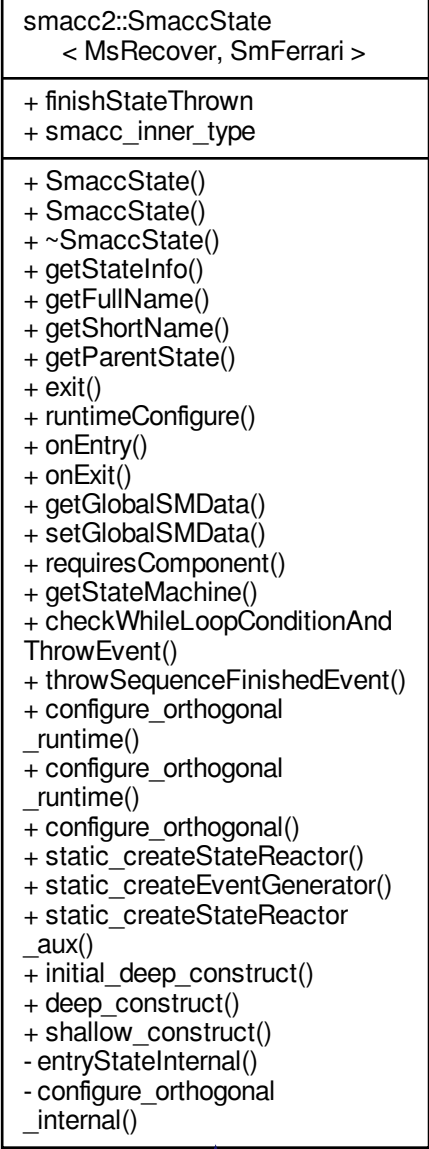 smacc2::SmaccState
< MsRecover, SmFerrari >
+ finishStateThrown
+ smacc_inner_type
+ SmaccState()
+ SmaccState()
+ ~SmaccState()
+ getStateInfo()
+ getFullName()
+ getShortName()
+ getParentState()
+ exit()
+ runtimeConfigure()
+ onEntry()
+ onExit()
+ getGlobalSMData()
+ setGlobalSMData()
+ requiresComponent()
+ getStateMachine()
+ checkWhileLoopConditionAnd
ThrowEvent()
+ throwSequenceFinishedEvent()
+ configure_orthogonal
_runtime()
+ configure_orthogonal
_runtime()
+ configure_orthogonal()
+ static_createStateReactor()
+ static_createEventGenerator()
+ static_createStateReactor
_aux()
+ initial_deep_construct()
+ deep_construct()
+ shallow_construct()
- entryStateInternal()
- configure_orthogonal
_internal()